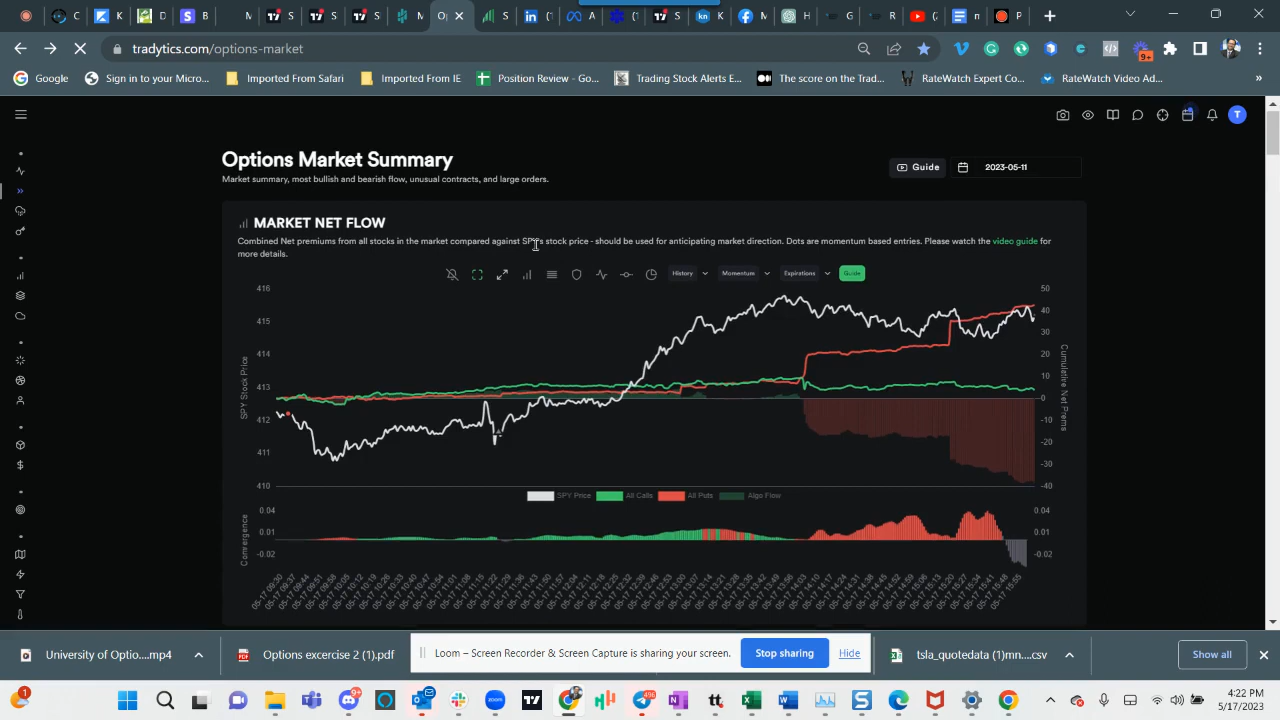 tradytics.com/options-market
9+
Google
Sign in to your Micro...
Imported From Safari
Imported From IE
Position Review - Go...
Trading Stock Alerts E...
The score on the Trad...
RateWatch Expert Co...
RateWatch Video Ad...
»
T
Options Market Summary
Market summary, most bullish and bearish flow, unusual contracts, and large orders.
Guide
2023-05-11
MARKET NET FLOW
Combined Net premiums from all stocks in the market compared against SPYs stock price - should be used for anticipating market direction. Dots are momentum based entries. Please watch the video guide for
more details.
History
Momentum
Expirations
Guide
416
415
414
413
412
411
410
SPY Stock Price
50
40
30
20
10
0
-10
-20
-30
-40
Cumulative Net Prems
SPY Price
All Calls
All Puts
Algo Flow
Convergence
0.04
0.01
-0.02
0.04
0.01
-0.02
University of Optio....mp4
Options excercise 2 (1).pdf
Loom – Screen Recorder & Screen Capture is sharing your screen.
Stop sharing
Hide
tsla_quotedata (1)mn....csv
Show all
4:22 PM
5/17/2023